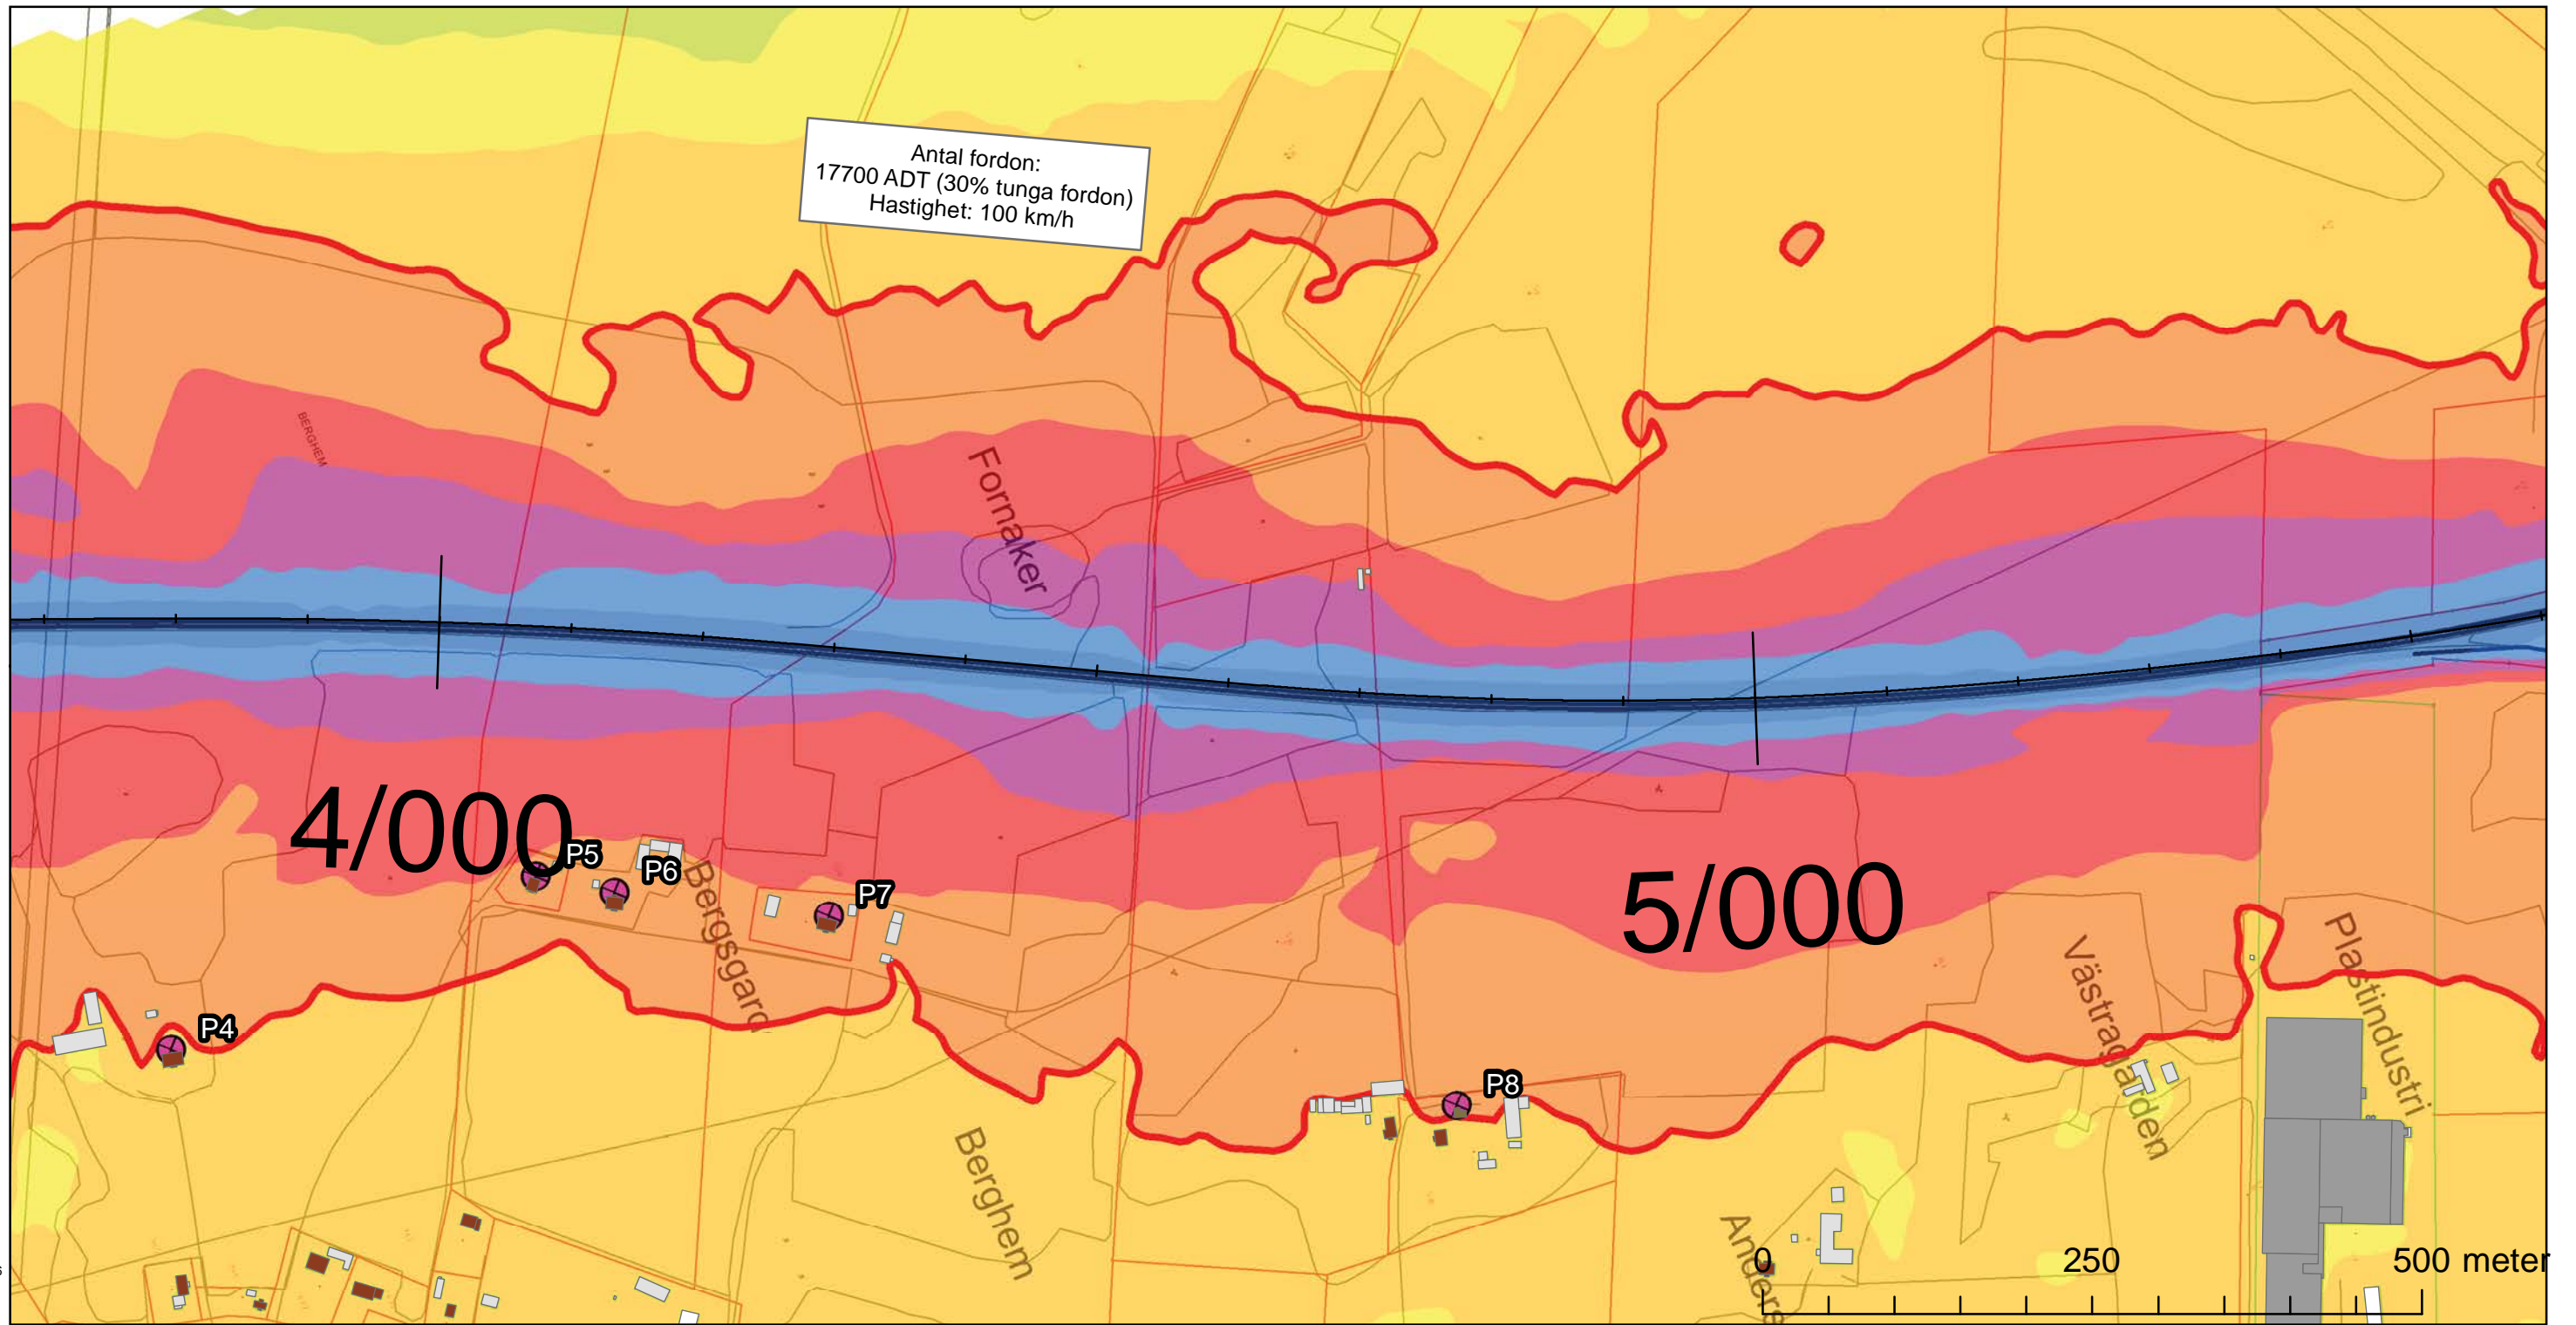 Antal fordon:
17700 ADT (30% tunga fordon)
Hastighet: 100 km/h
BERGHEM
Fornaker
4/000
P5
P6
P7
Bergsgard
5/000
P4
P8
Västragården
Plastindustri
Berghem
Anders
0 250 500 meter